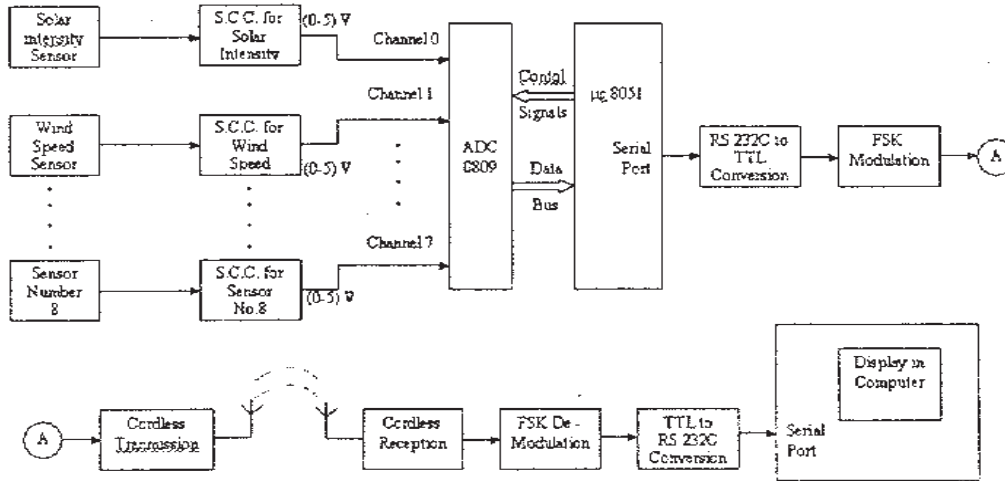 Solar
intensity
Sensor
S.C.C. for
Solar
Intensity
(0-5) V
Channel 0
Wind
Speed
Sensor
S.C.C. for
Wind
Speed
(0-5) V
Channel 1
Sensor
Number
8
S.C.C. for
Sensor
No.8
(0-5) V
Channel 7
ADC
0809
Contol
Signals
Data
Bus
µc 8051
Serial
Port
RS 232C to
TTL
Conversion
FSK
Modulation
A
A
Cordless
Transmission
Cordless
Reception
FSK De -
Modulation
TTL to
RS 232C
Conversion
Serial
Port
Display in
Computer